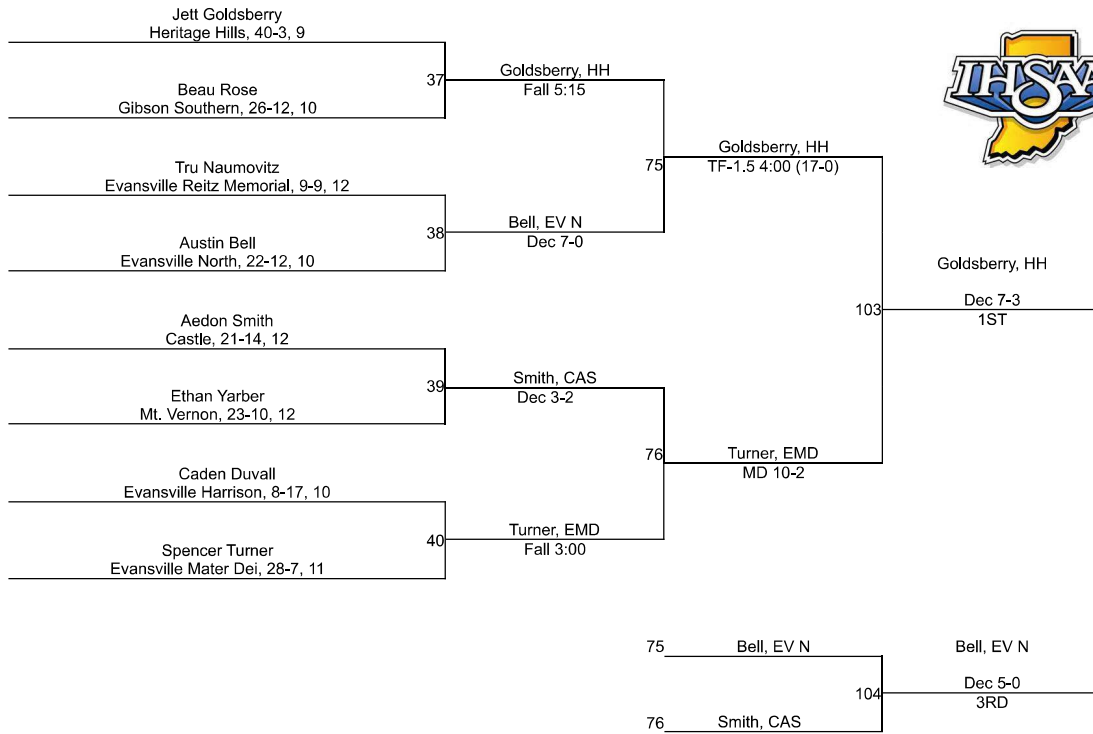 Jett Goldsberry
Heritage Hills, 40-3, 9
37
Goldsberry, HH
Fall 5:15
Beau Rose
Gibson Southern, 26-12, 10
IHSAA
75
Goldsberry, HH
TF-1.5 4:00 (17-0)
Tru Naumovitz
Evansville Reitz Memorial, 9-9, 12
38
Bell, EV N
Dec 7-0
Austin Bell
Evansville North, 22-12, 10
103
Goldsberry, HH
Dec 7-3
1ST
Aedon Smith
Castle, 21-14, 12
39
Smith, CAS
Dec 3-2
Ethan Yarber
Mt. Vernon, 23-10, 12
76
Turner, EMD
MD 10-2
Caden Duvall
Evansville Harrison, 8-17, 10
40
Turner, EMD
Fall 3:00
Spencer Turner
Evansville Mater Dei, 28-7, 11
75
Bell, EV N
104
Bell, EV N
Dec 5-0
3RD
76
Smith, CAS